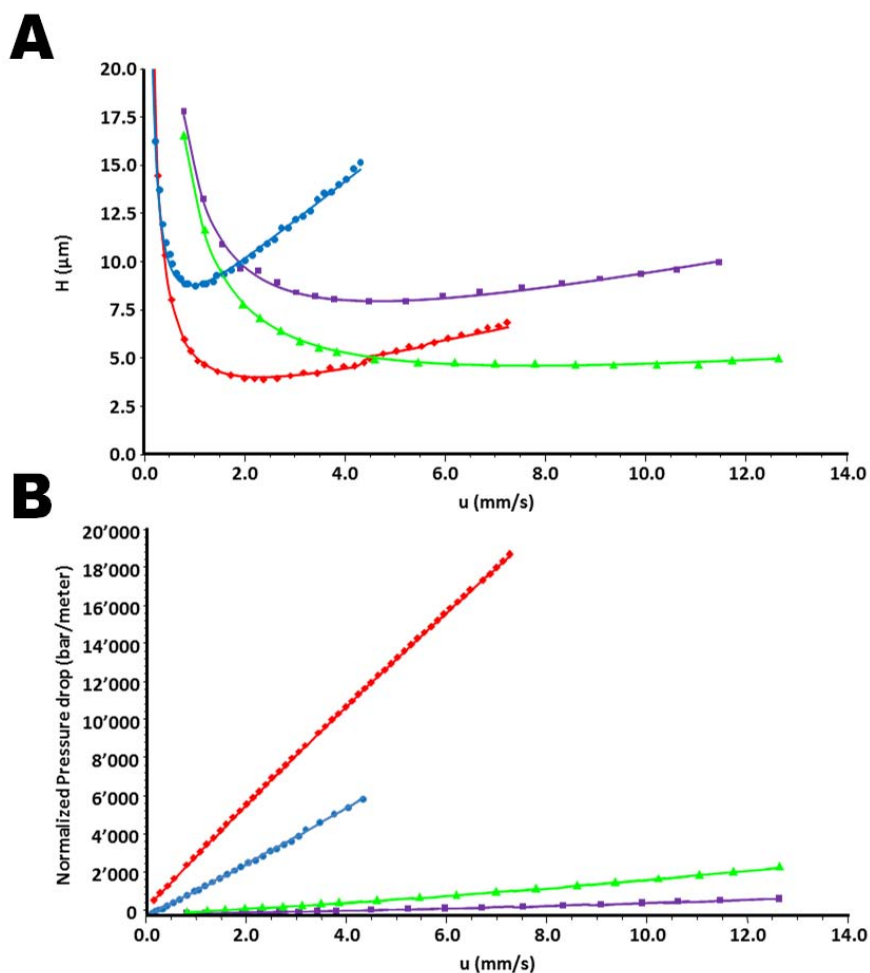 A
20.0
17.5
15.0
12.5
10.0
7.5
5.0
2.5
0.0
H (μm)
0.0 2.0 4.0 6.0 8.0 10.0 12.0 14.0
u (mm/s)
B
20’000
18’000
16’000
14’000
12’000
10’000
8’000
6’000
4’000
2’000
0
Normalized Pressure drop (bar/meter)
0.0 2.0 4.0 6.0 8.0 10.0 12.0 14.0
u (mm/s)